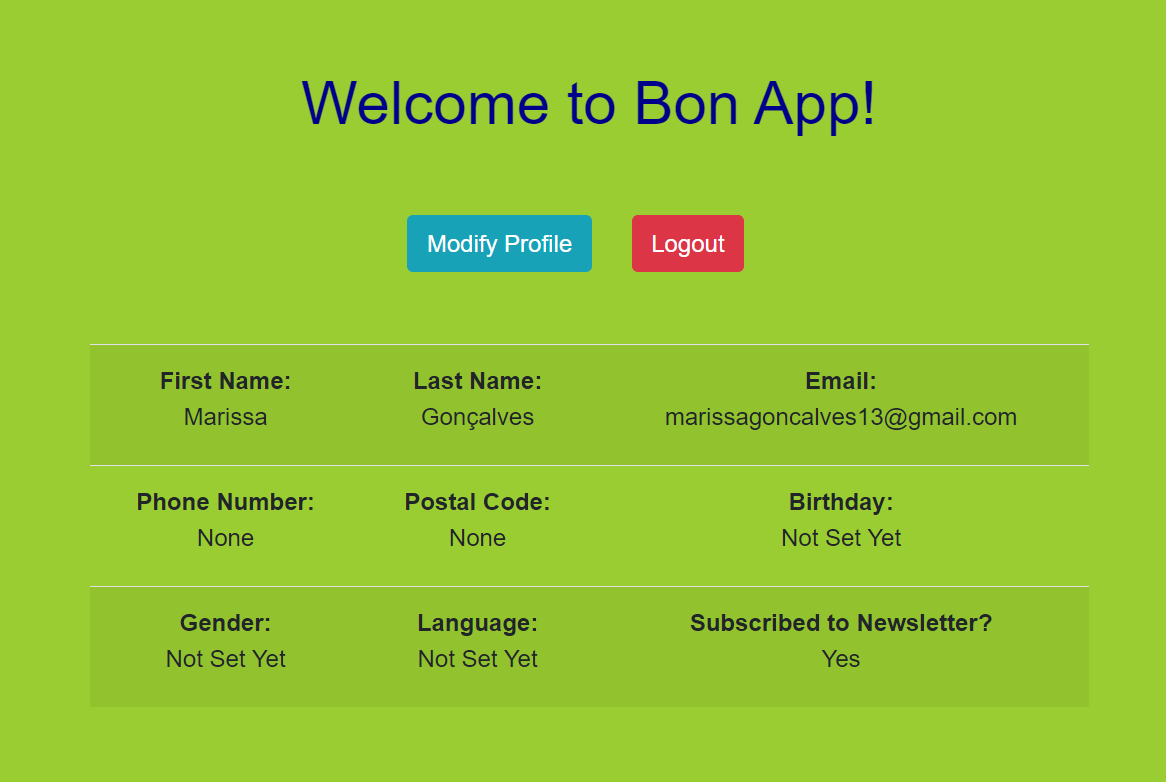 Welcome to Bon App!
Modify Profile Logout
First Name: Last Name: Email:
Marissa Gonçalves marissagoncalves13@gmail.com
Phone Number: Postal Code: Birthday:
None None Not Set Yet
Gender: Language: Subscribed to Newsletter?
Not Set Yet Not Set Yet Yes